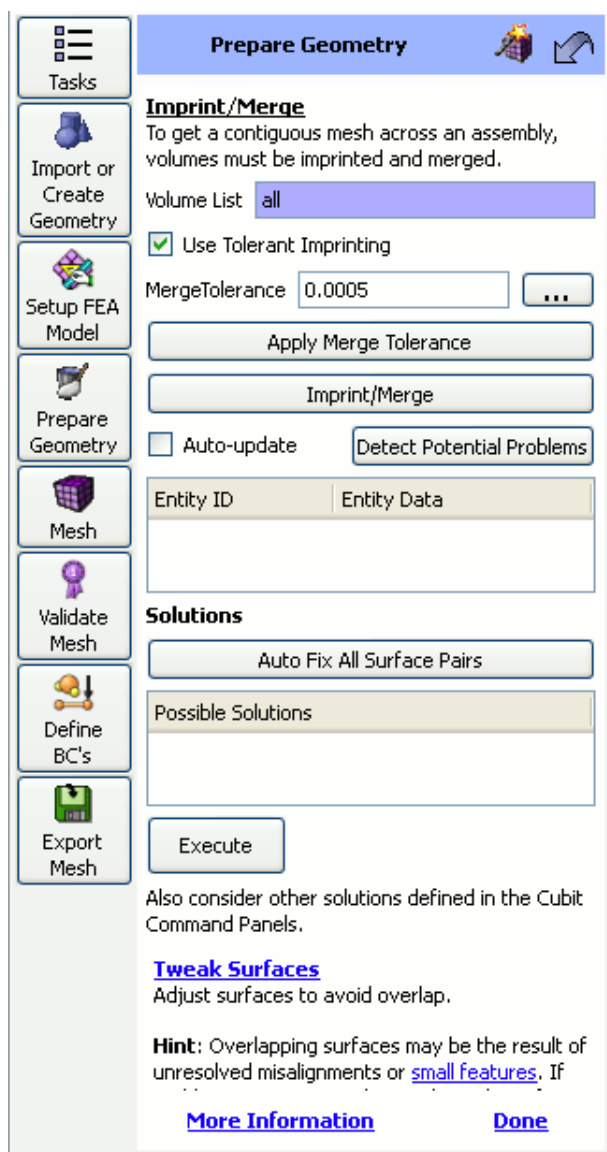 Tasks
Import or
Create
Geometry
Setup FEA
Model
Prepare
Geometry
Mesh
Validate
Mesh
Define
BC's
Export
Mesh
Prepare Geometry
Imprint/Merge
To get a contiguous mesh across an assembly,
volumes must be imprinted and merged.
Volume List all
Use Tolerant Imprinting
MergeTolerance 0.0005 ...
Apply Merge Tolerance
Imprint/Merge
Auto-update Detect Potential Problems
Entity ID Entity Data
Solutions
Auto Fix All Surface Pairs
Possible Solutions
Execute
Also consider other solutions defined in the Cubit
Command Panels.
Tweak Surfaces
Adjust surfaces to avoid overlap.
Hint: Overlapping surfaces may be the result of
unresolved misalignments or small features. If
More Information Done